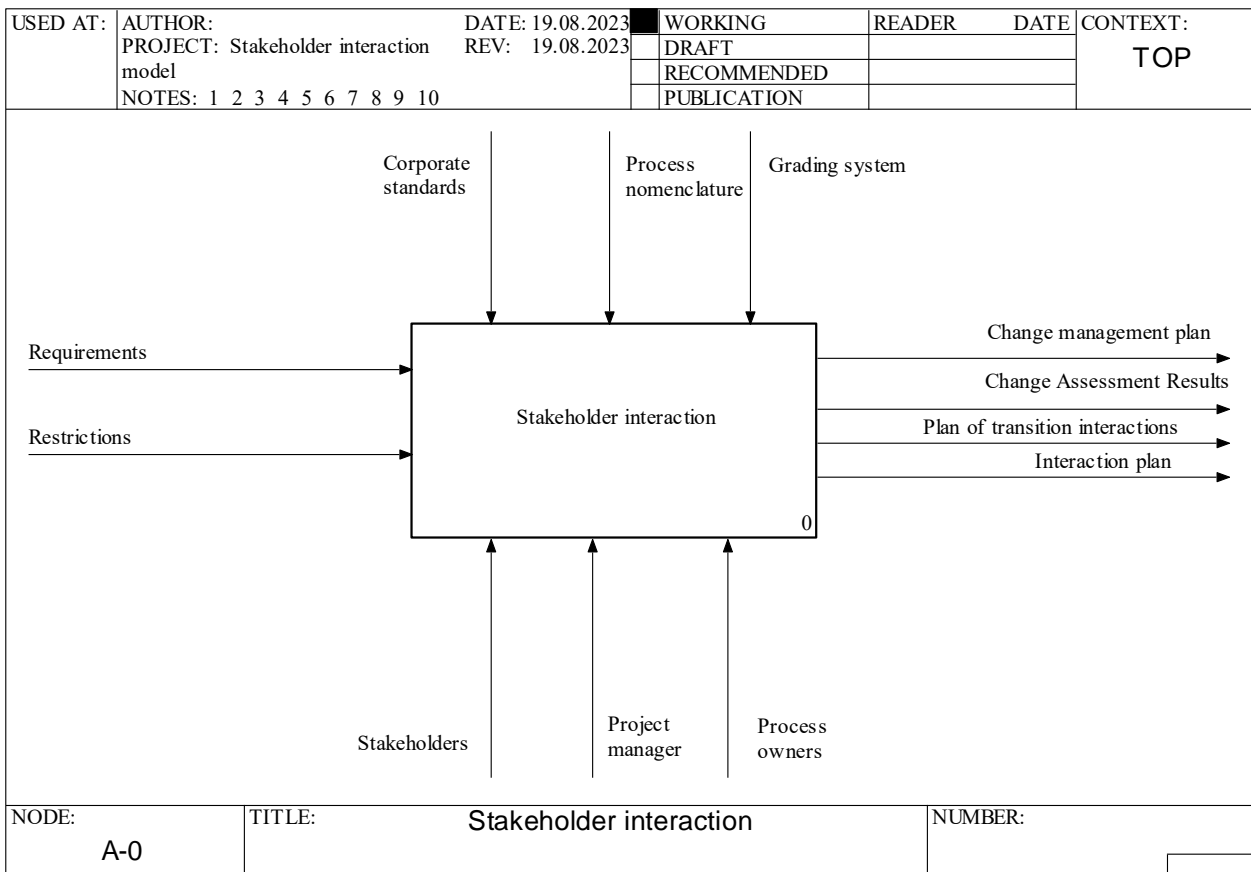 USED AT:
AUTHOR:
DATE: 19.08.2023
PROJECT: Stakeholder interaction
REV: 19.08.2023
model
NOTES: 1 2 3 4 5 6 7 8 9 10
WORKING
DRAFT
RECOMMENDED
PUBLICATION
READER
DATE
CONTEXT:
TOP
Corporate
standards
Process
nomenclature
Grading system
Requirements
Restrictions
Stakeholder interaction
0
Change management plan
Change Assessment Results
Plan of transition interactions
Interaction plan
Stakeholders
Project
manager
Process
owners
NODE:
A-0
TITLE:
Stakeholder interaction
NUMBER: